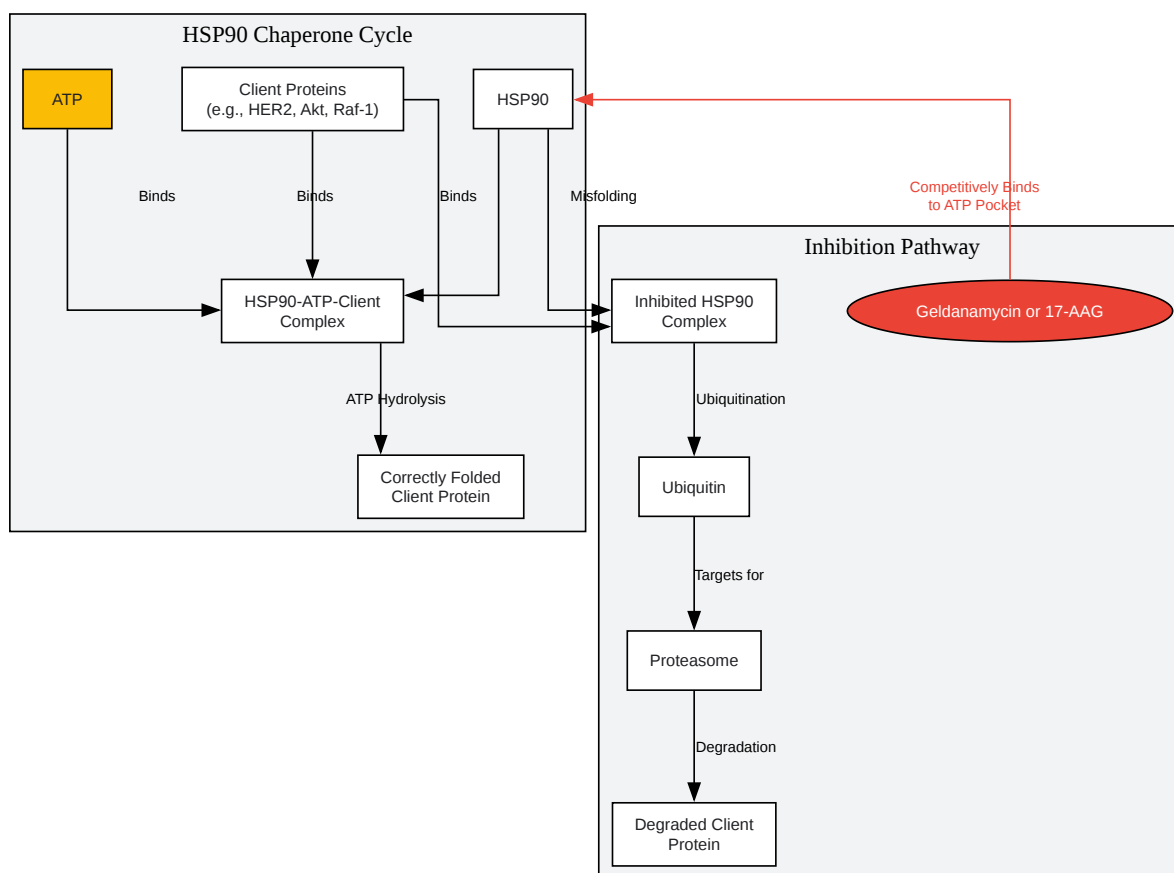 HSP90 Chaperone Cycle
ATP
Client Proteins
(e.g., HER2, Akt, Raf-1)
HSP90
Binds
Binds
Binds
Misfolding
Competitively Binds
to ATP Pocket
Inhibition Pathway
HSP90-ATP-Client
Complex
Inhibited HSP90
Complex
Geldanamycin or 17-AAG
ATP Hydrolysis
Ubiquitination
Correctly Folded
Client Protein
Ubiquitin
Targets for
Proteasome
Degradation
Degraded Client
Protein